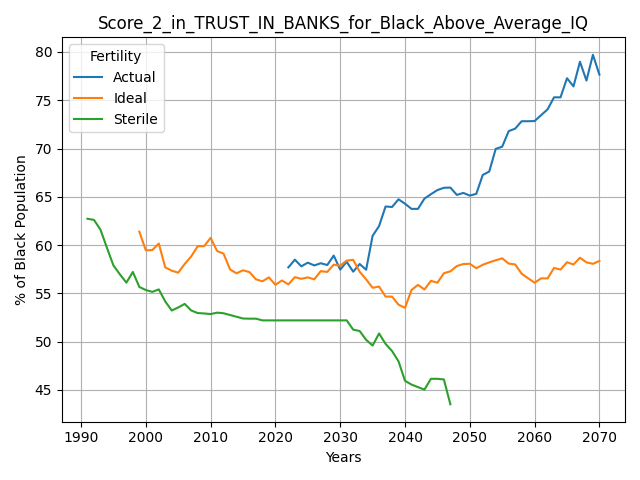 Score_2_in_TRUST_IN_BANKS_for_Black_Above_Average_IQ
Fertility
Actual
Ideal
Sterile
% of Black Population
80
75
70
65
60
55
50
45
1990 2000 2010 2020 2030 2040 2050 2060 2070
Years